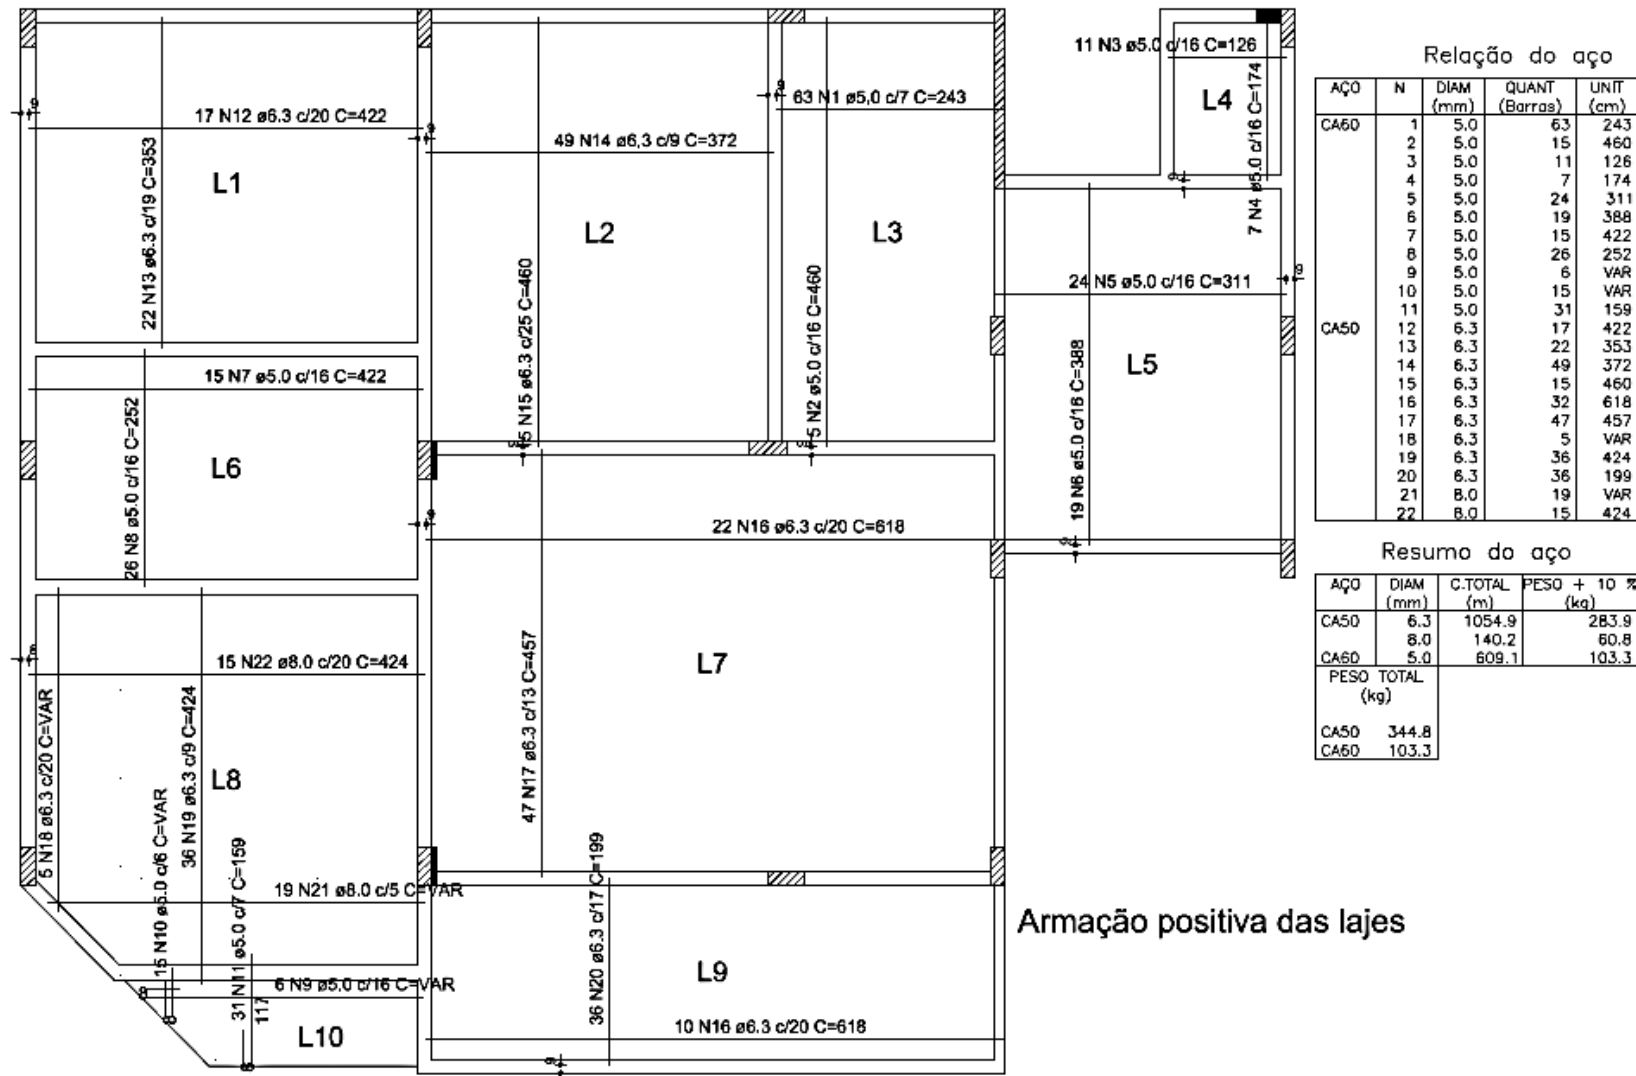 11 N3 ø5.0 c/16 C=126
17 N12 ø6.3 c/20 C=422
63 N1 ø5,0 c/7 C=243
49 N14 ø6,3 c/9 C=372
L4
7 N4 ø5.0 c/16 C=174
22 N13 ø6.3 c/19 C=353
L1
L2
L3
24 N5 ø5.0 c/16 C=311
15 N7 ø5.0 c/16 C=422
5 N15 ø6.3 c/25 C=460
5 N2 ø5.0 c/16 C=460
19 N6 ø5.0 c/16 C=388
L5
26 N8 ø5.0 c/16 C=252
L6
22 N16 ø6.3 c/20 C=618
15 N22 ø8.0 c/20 C=424
L7
47 N17 ø6.3 c/13 C=457
5 N18 ø6.3 c/20 C=VAR
36 N19 ø6.3 c/9 C=424
L8
15 N10 ø5.0 c/6 C=VAR
31 N11 ø5.0 c/7 C=159
117
19 N21 ø8.0 c/5 C=VAR
6 N9 ø5.0 c/16 C=VAR
L10
36 N20 ø6.3 c/17 C=199
L9
10 N16 ø6.3 c/20 C=618
Armação positiva das lajes
Relação do aço
AÇO N DIAM QUANT UNIT
(mm) (Barras) (cm)
CA60 1 5.0 63 243
2 5.0 15 460
3 5.0 11 126
4 5.0 7 174
5 5.0 24 311
6 5.0 19 388
7 5.0 15 422
8 5.0 26 252
9 5.0 6 VAR
10 5.0 15 VAR
11 5.0 31 159
CA50 12 6.3 17 422
13 6.3 22 353
14 6.3 49 372
15 6.3 15 460
16 6.3 32 618
17 6.3 47 457
18 6.3 5 VAR
19 6.3 36 424
20 6.3 36 199
21 8.0 19 VAR
22 8.0 15 424
Resumo do aço
AÇO DIAM C.TOTAL PESO + 10 %
(mm) (m) (kg)
CA50 6.3 1054.9 283.9
8.0 140.2 60.8
CA60 5.0 609.1 103.3
PESO TOTAL
(kg)
CA50 344.8
CA60 103.3